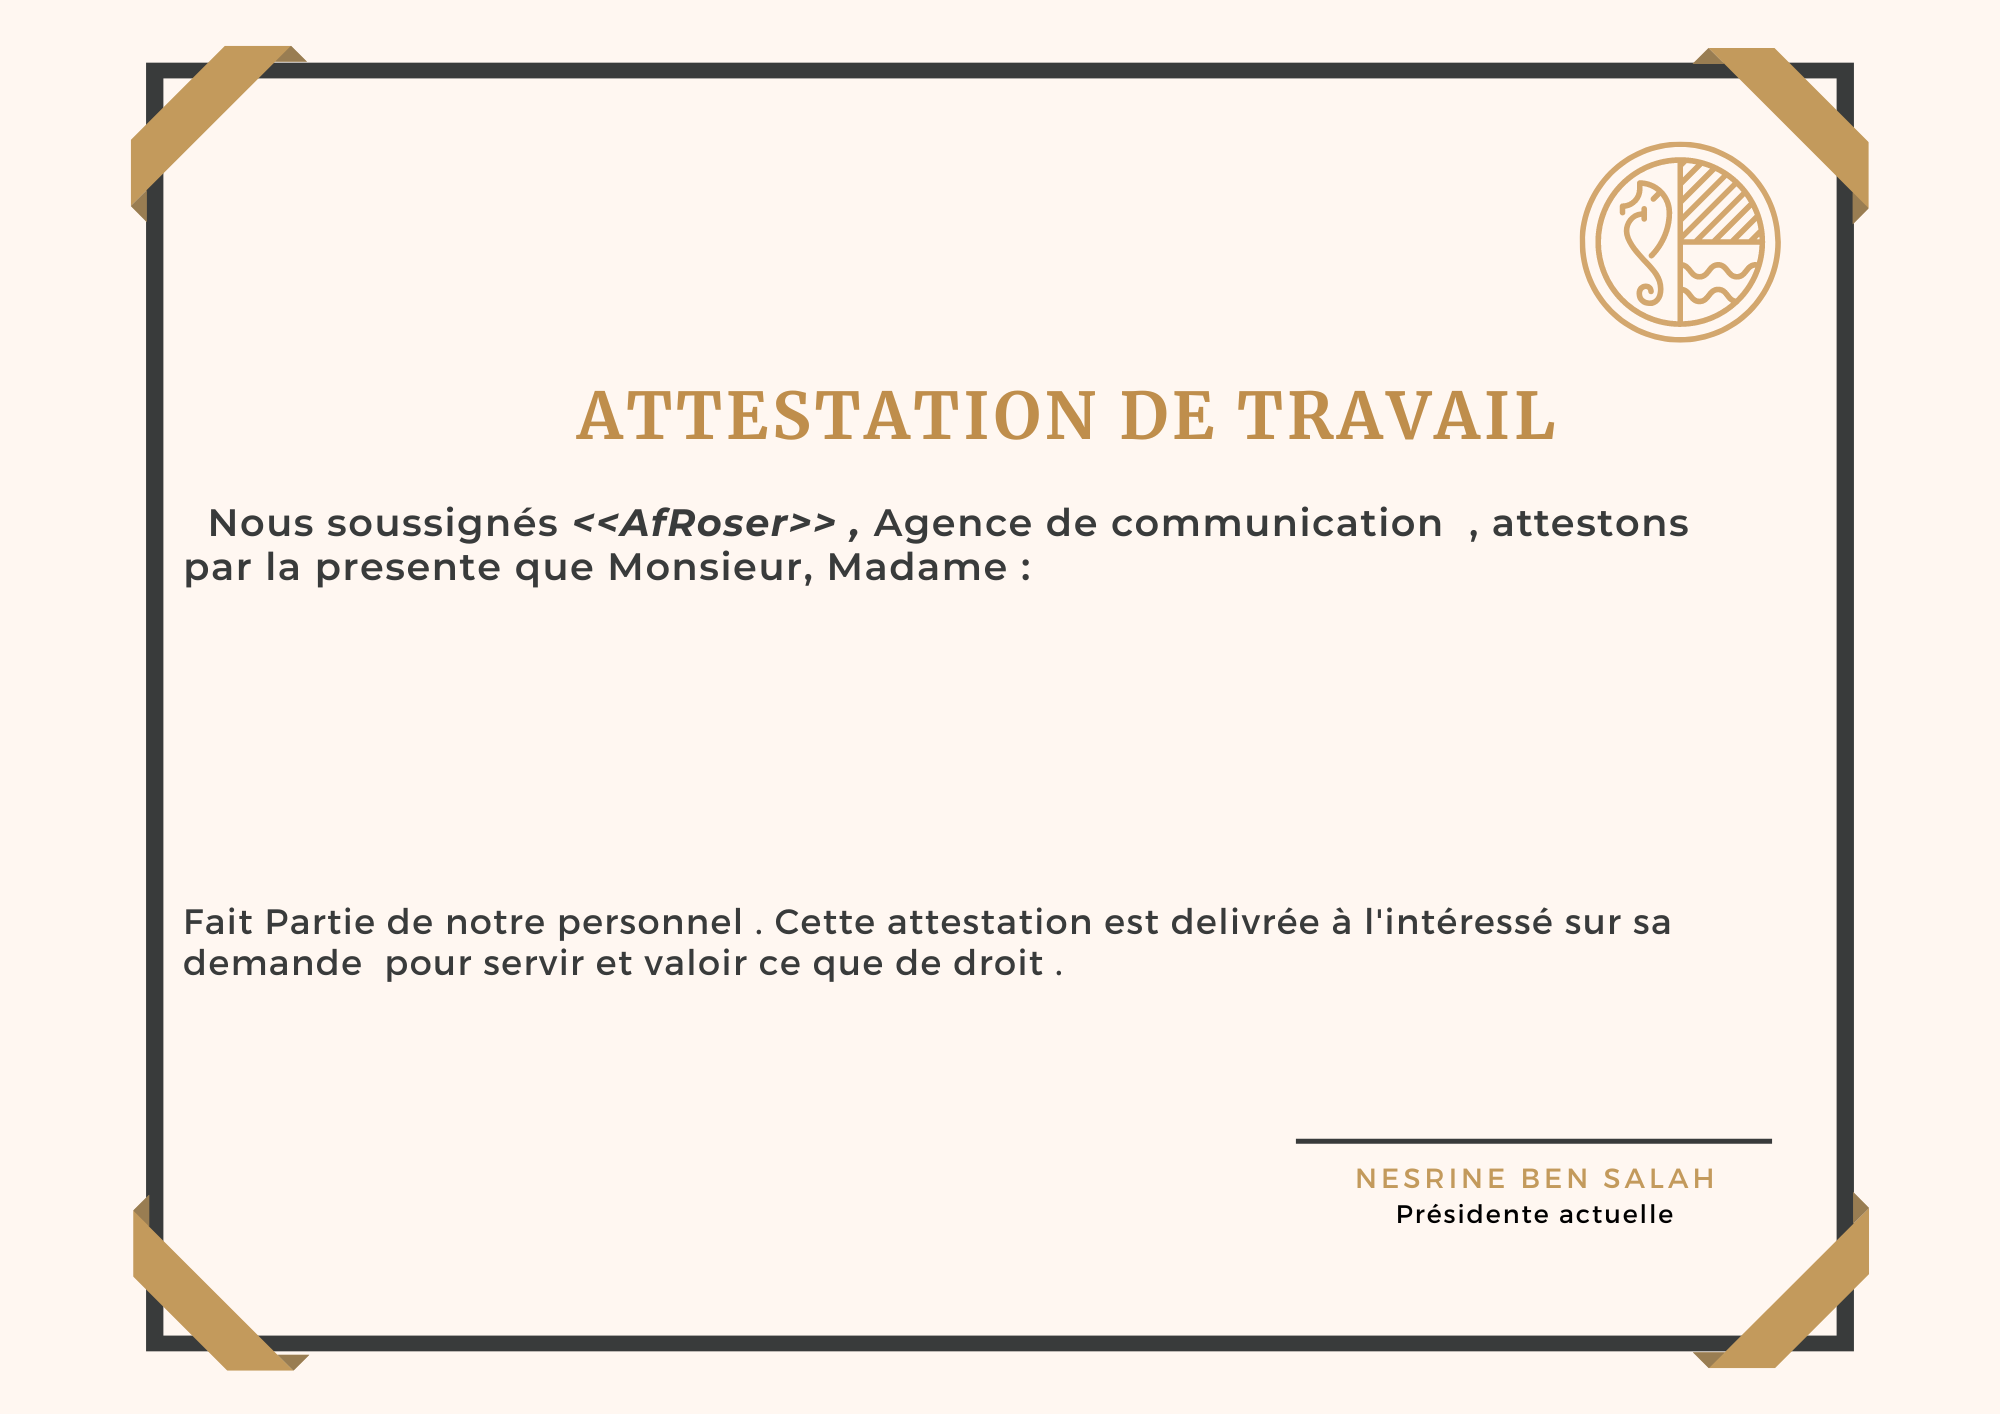 ATTESTATION DE TRAVAIL
Nous soussignés <<AfRoser>> , Agence de communication , attestons
par la presente que Monsieur, Madame :
Fait Partie de notre personnel . Cette attestation est delivrée à l'intéressé sur sa
demande pour servir et valoir ce que de droit .
NESRINE BEN SALAH
Présidente actuelle